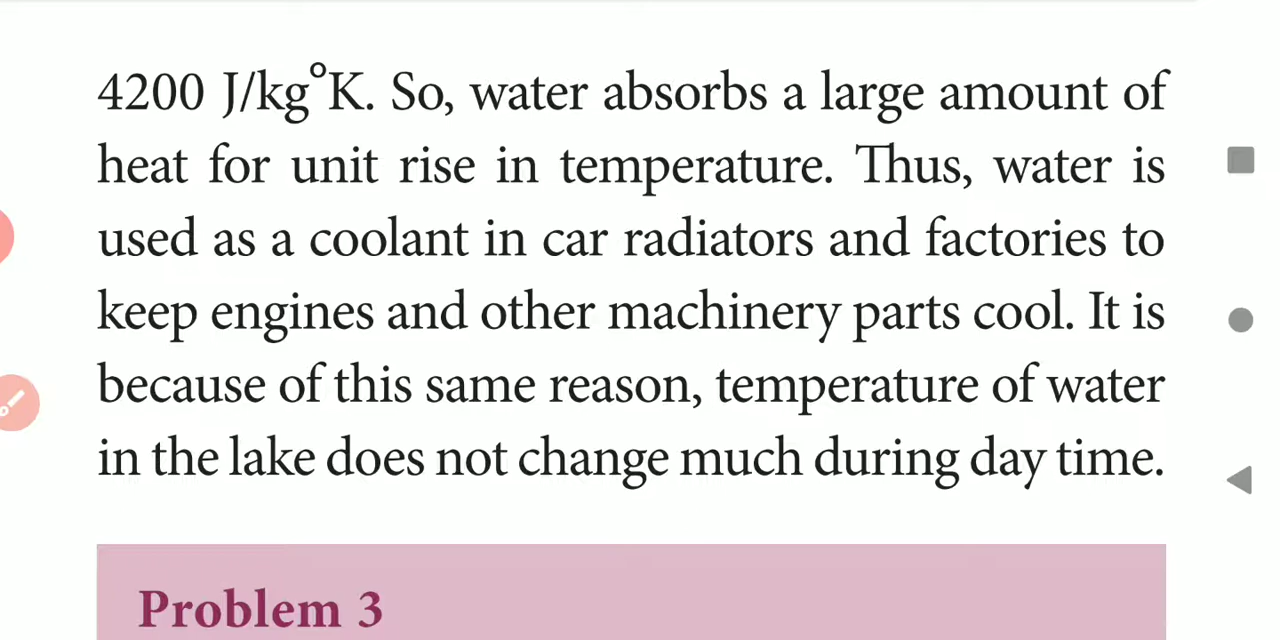 4200 J/kg°K. So, water absorbs a large amount of
heat for unit rise in temperature. Thus, water is
used as a coolant in car radiators and factories to
keep engines and other machinery parts cool. It is
because of this same reason, temperature of water
in the lake does not change much during day time.
Problem 3